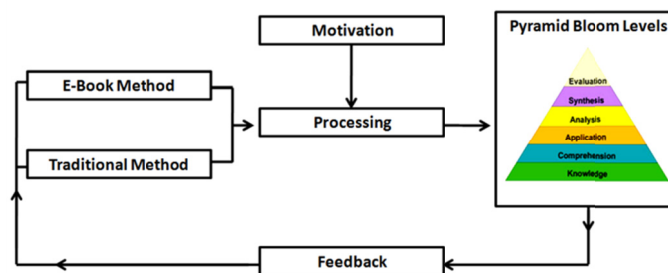 Motivation
Pyramid Bloom Levels
E-Book Method
Processing
Traditional Method
Evaluation
Synthesis
Analysis
Application
Comprehension
Knowledge
Feedback